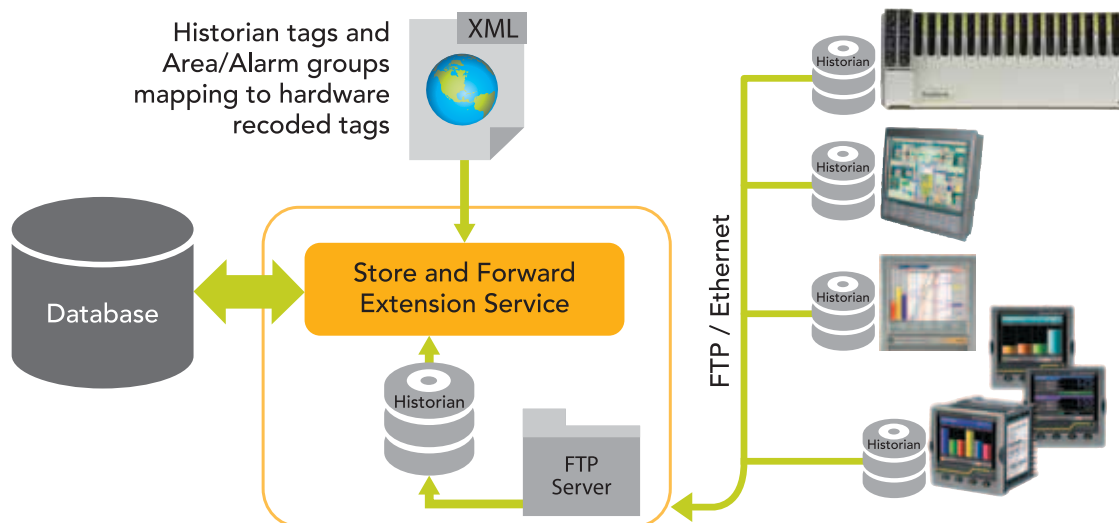 Historian tags and
Area/Alarm groups
mapping to hardware
recoded tags
XML
Database
Store and Forward
Extension Service
Historian
FTP
Server
FTP / Ethernet
Historian
Historian
Historian
Historian